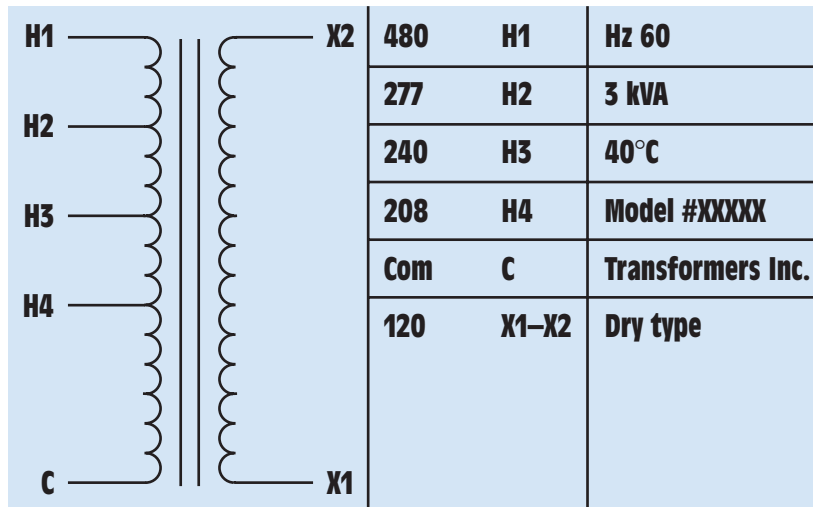 H1
H2
H3
H4
C
X2
X1
480 H1 Hz 60
277 H2 3 kVA
240 H3 40°C
208 H4 Model #XXXXX
Com C Transformers Inc.
120 X1–X2 Dry type